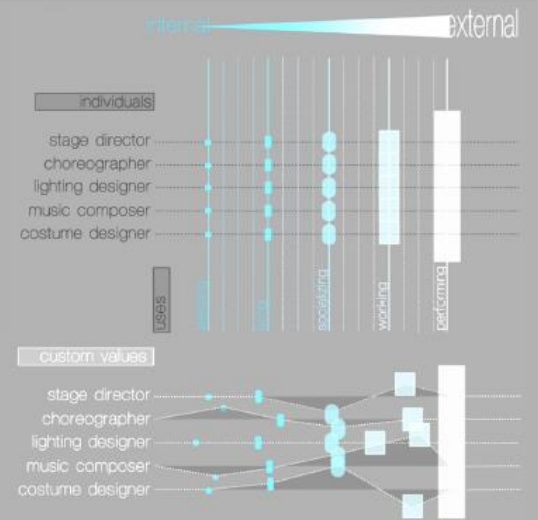 internal
external
individuals
stage director
choreographer
lighting designer
music composer
costume designer
uses
socializing
working
performing
custom values
stage director
choreographer
lighting designer
music composer
costume designer